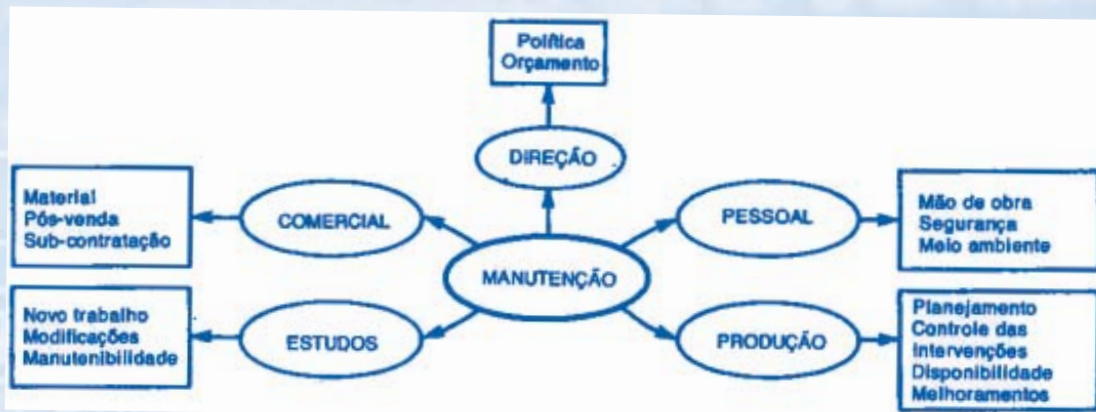 Política
Orçamento
DIREÇÃO
Material
Pós-venda
Sub-contratação
COMERCIAL
PESSOAL
Mão de obra
Segurança
Meio ambiente
MANUTENÇÃO
Novo trabalho
Modificações
Manutenibilidade
ESTUDOS
PRODUÇÃO
Planejamento
Controle das
Intervenções
Disponibilidade
Melhoramentos